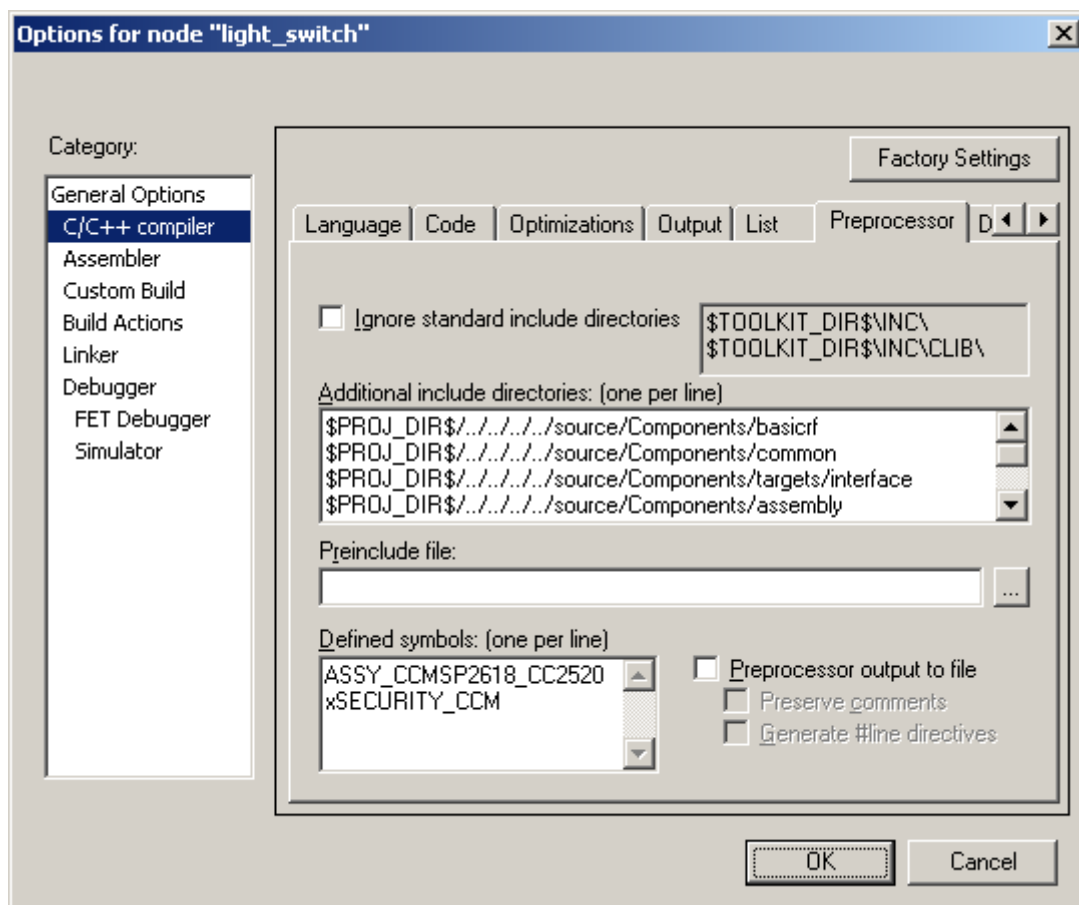 Options for node "light_switch"
Category:
General Options
C/C++ compiler
Assembler
Custom Build
Build Actions
Linker
Debugger
FET Debugger
Simulator
Factory Settings
Language Code Optimizations Output List Preprocessor D
Ignore standard include directories
$TOOLKIT_DIR$\INC\
$TOOLKIT_DIR$\INC\CLIB\
Additional include directories: (one per line)
$PROJ_DIR$/../../../../source/Components/basicrf
$PROJ_DIR$/../../../../source/Components/common
$PROJ_DIR$/../../../../source/Components/targets/interface
$PROJ_DIR$/../../../../source/Components/assembly
Preinclude file:
...
Defined symbols: (one per line)
ASSY_CCMSP2618_CC2520
xSECURITY_CCM
Preprocessor output to file
Preserve comments
Generate #line directives
OK Cancel